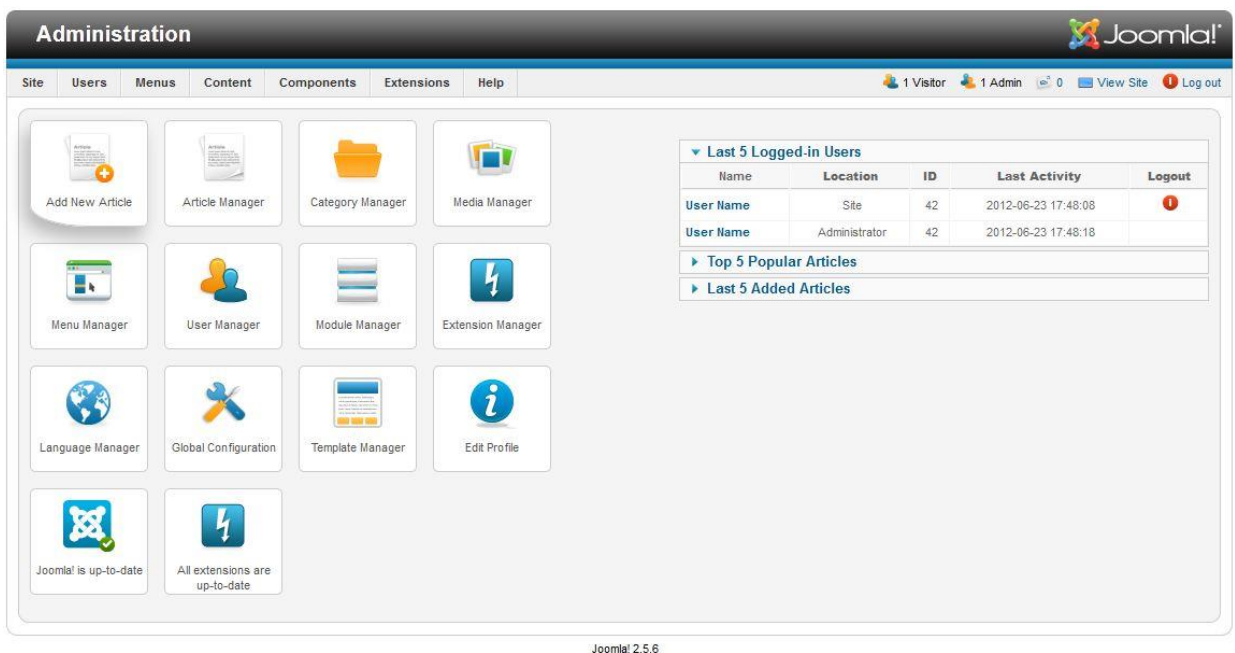 Administration
Joomla!
Site Users Menus Content Components Extensions Help
1 Visitor 1 Admin 0 View Site Log out
Add New Article Article Manager Category Manager Media Manager
Menu Manager User Manager Module Manager Extension Manager
Language Manager Global Configuration Template Manager Edit Profile
Joomla! is up-to-date All extensions are
up-to-date
Last 5 Logged-in Users
Name Location ID Last Activity Logout
User Name Site 42 2012-06-23 17:48:08
User Name Administrator 42 2012-06-23 17:48:18
Top 5 Popular Articles
Last 5 Added Articles
Joomla! 2.5.6